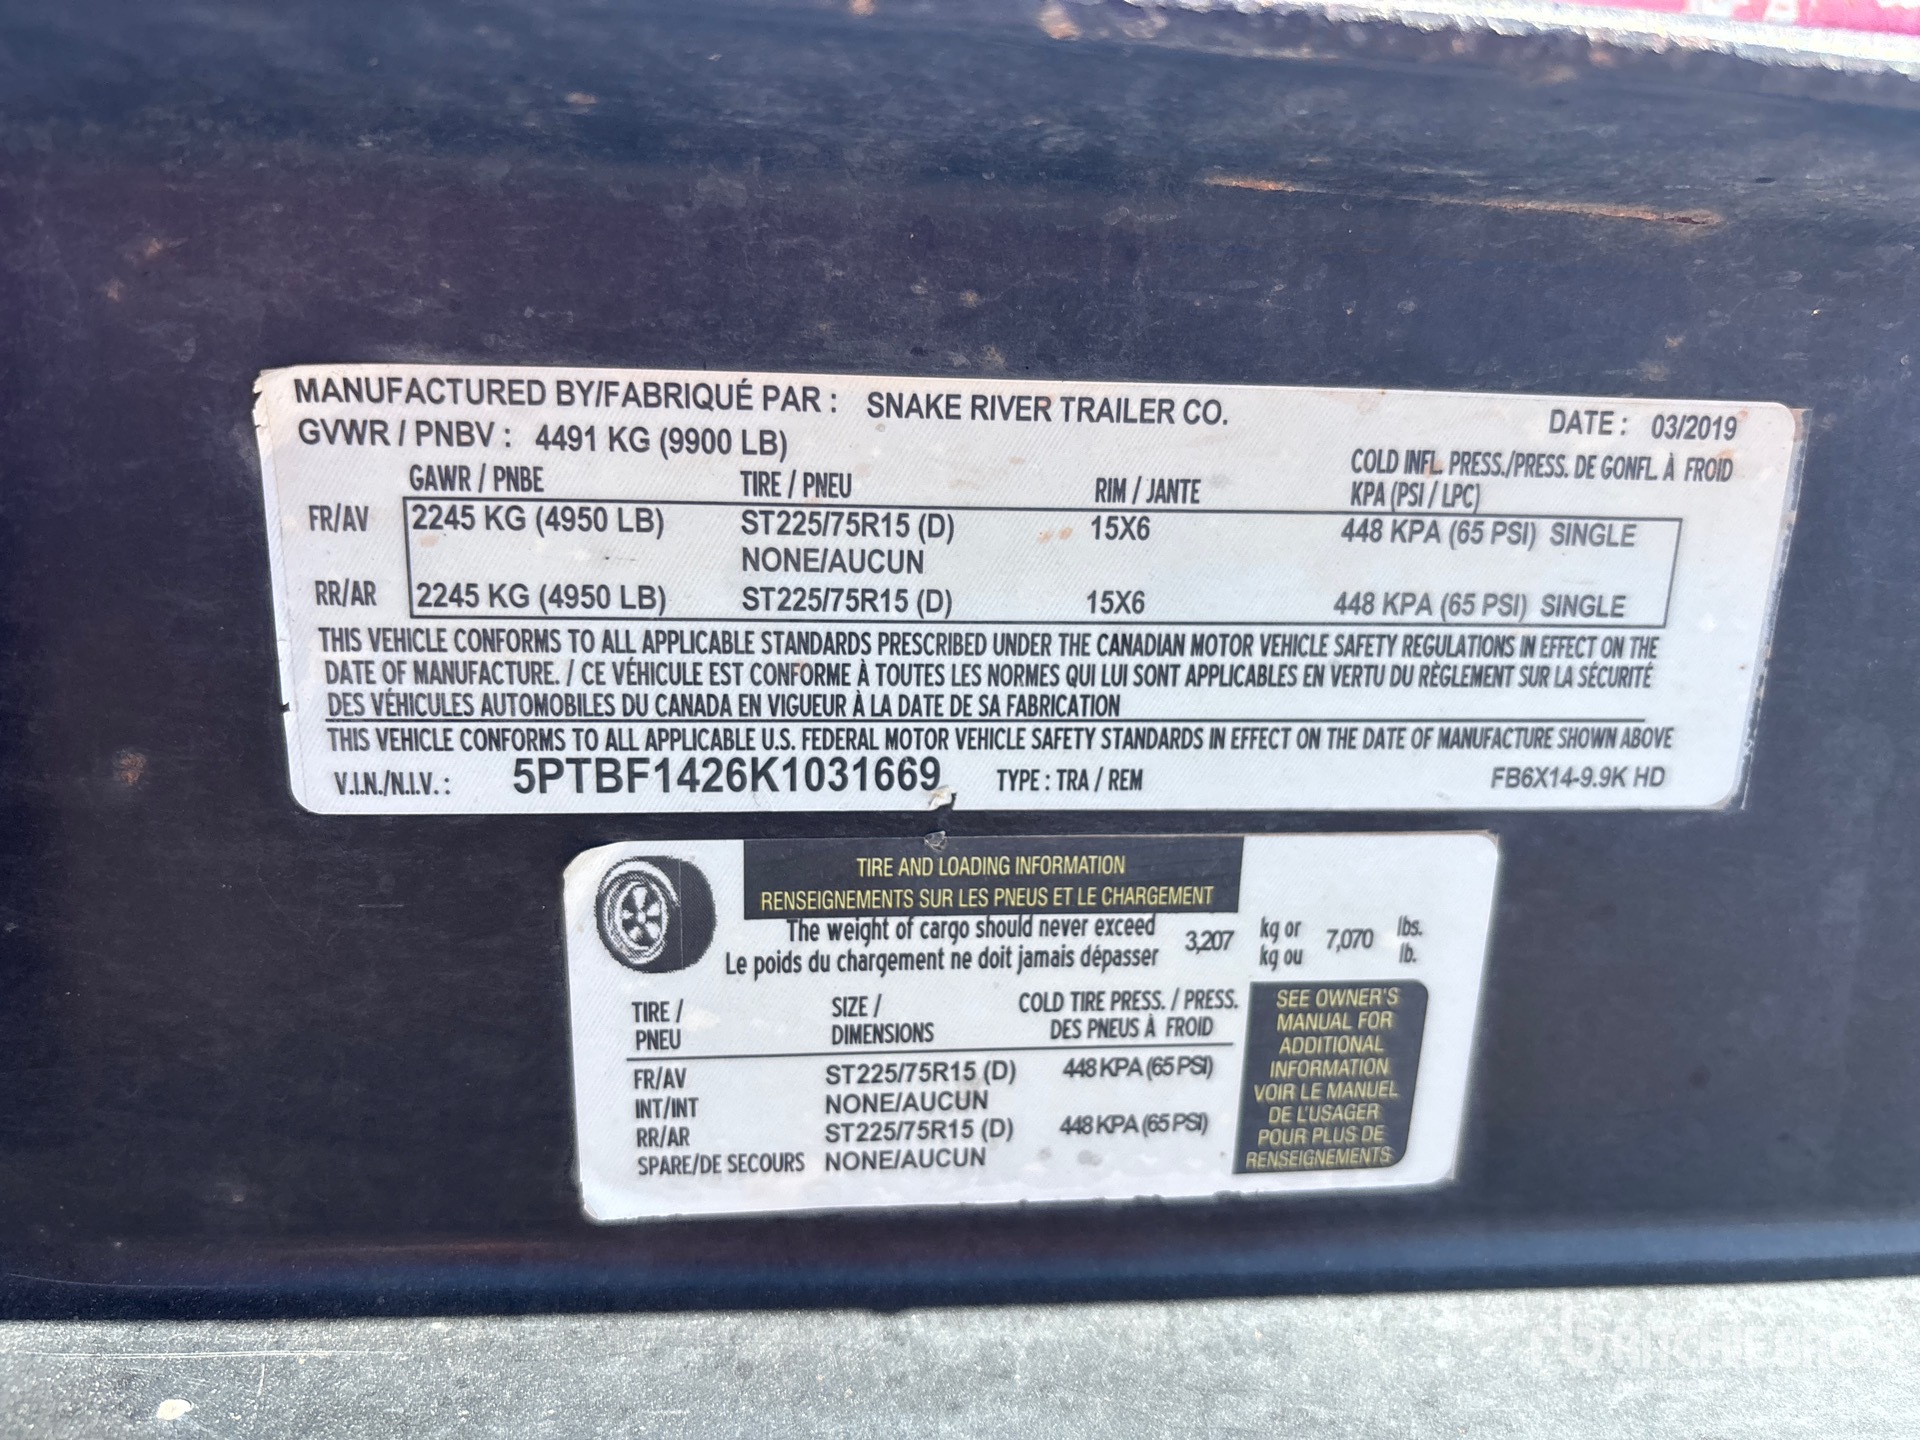 MANUFACTURED BY/FABRIQUÉ PAR : SNAKE RIVER TRAILER CO. DATE : 03/2019
GVWR / PNBV : 4491 KG (9900 LB)
GAWR / PNBE TIRE / PNEU RIM / JANTE COLD INFL. PRESS./PRESS. DE GONFL. À FROID
KPA (PSI / LPC)
FR/AV 2245 KG (4950 LB) ST225/75R15 (D) 15X6 448 KPA (65 PSI) SINGLE
NONE/AUCUN
RR/AR 2245 KG (4950 LB) ST225/75R15 (D) 15X6 448 KPA (65 PSI) SINGLE
THIS VEHICLE CONFORMS TO ALL APPLICABLE STANDARDS PRESCRIBED UNDER THE CANADIAN MOTOR VEHICLE SAFETY REGULATIONS IN EFFECT ON THE
DATE OF MANUFACTURE. / CE VÉHICULE EST CONFORME À TOUTES LES NORMES QUI LUI SONT APPLICABLES EN VERTU DU RÈGLEMENT SUR LA SÉCURITÉ
DES VÉHICULES AUTOMOBILES DU CANADA EN VIGUEUR À LA DATE DE SA FABRICATION
THIS VEHICLE CONFORMS TO ALL APPLICABLE U.S. FEDERAL MOTOR VEHICLE SAFETY STANDARDS IN EFFECT ON THE DATE OF MANUFACTURE SHOWN ABOVE
V.I.N./N.I.V. : 5PTBF1426K1031669 TYPE : TRA / REM FB6X14-9.9K HD
TIRE AND LOADING INFORMATION
RENSEIGNEMENTS SUR LES PNEUS ET LE CHARGEMENT
The weight of cargo should never exceed 3,207 kg or 7,070 lbs.
Le poids du chargement ne doit jamais dépasser kg ou lb.
TIRE / SIZE / COLD TIRE PRESS. / PRESS.
PNEU DIMENSIONS DES PNEUS À FROID
FR/AV ST225/75R15 (D) 448 KPA (65 PSI)
INT/INT NONE/AUCUN
RR/AR ST225/75R15 (D) 448 KPA (65 PSI)
SPARE/DE SECOURS NONE/AUCUN
SEE OWNER'S
MANUAL FOR
ADDITIONAL
INFORMATION
VOIR LE MANUEL
DE L'USAGER
POUR PLUS DE
RENSEIGNEMENTS
RITCHIE BRO